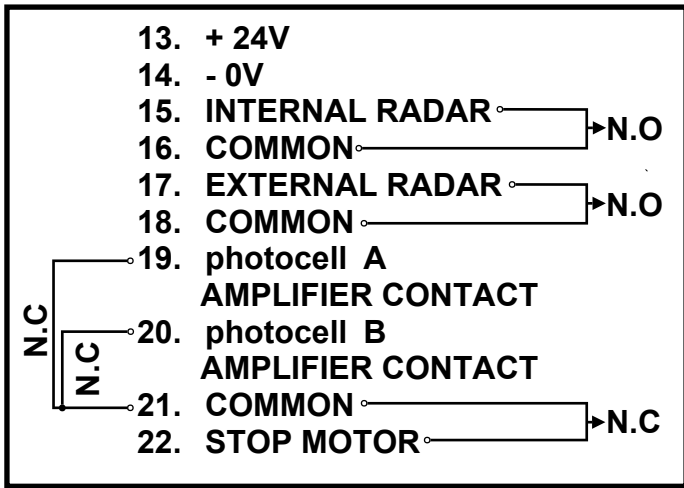 13. + 24V
14. - 0V
15. INTERNAL RADAR
N.O
16. COMMON
17. EXTERNAL RADAR
N.O
18. COMMON
19. photocell A
AMPLIFIER CONTACT
N.C
20. photocell B
N.C
AMPLIFIER CONTACT
21. COMMON
N.C
22. STOP MOTOR